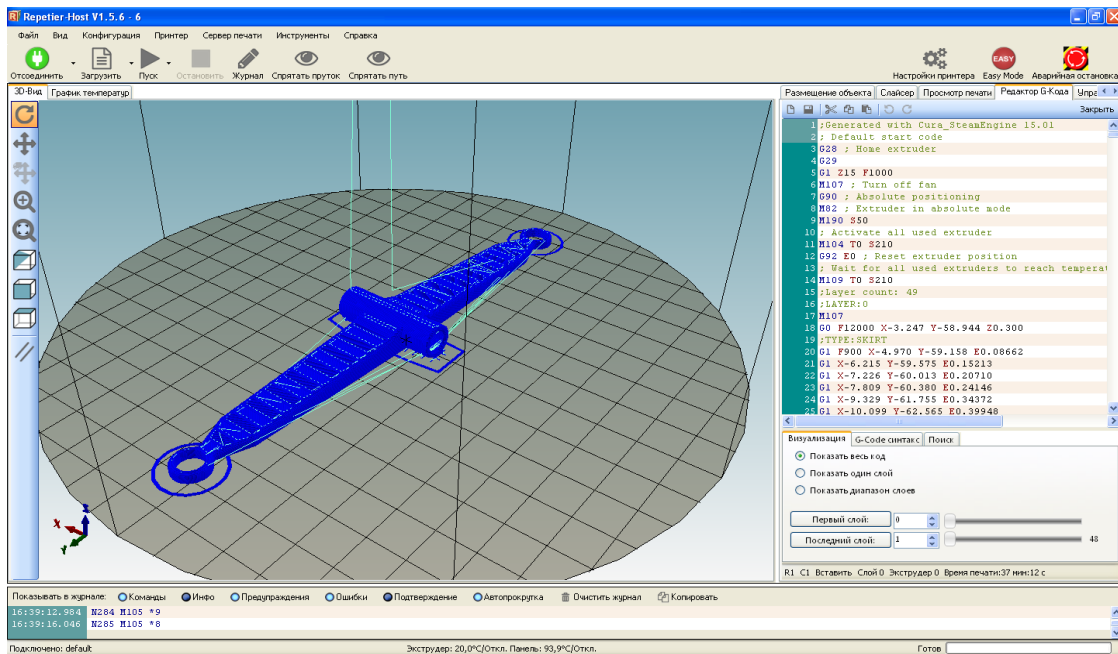 Repetier-Host V1.5.6 - 6
Файл Вид Конфигурация Принтер Сервер печати Инструменты Справка
Отсоединить Загрузить Пуск Остановить Журнал Спрятать пруток Спрятать путь Настройки принтера EASY Easy Mode Аварийная остановка
3D-Вид График температур Размещение объекта Слайсер Просмотр печати Редактор G-Кода Упра
Закрыть
1 ;Generated with Cura_SteamEngine 15.01
2 ; Default start code
3 G28 ; Home extruder
4 G29
5 G1 Z15 F1000
6 M107 ; Turn off fan
7 G90 ; Absolute positioning
8 M82 ; Extruder in absolute mode
9 M190 S50
10 ; Activate all used extruder
11 M104 T0 S210
12 G92 E0 ; Reset extruder position
13 ; Wait for all used extruders to reach temperat
14 M109 T0 S210
15 ;Layer count: 49
16 ;LAYER:0
17 M107
18 G0 F12000 X-3.247 Y-58.944 Z0.300
19 ;TYPE:SKIRT
20 G1 F900 X-4.970 Y-59.158 E0.08662
21 G1 X-6.215 Y-59.575 E0.15213
22 G1 X-7.226 Y-60.013 E0.20710
23 G1 X-7.809 Y-60.380 E0.24146
24 G1 X-9.329 Y-61.755 E0.34372
25 G1 X-10.099 Y-62.565 E0.39948
Визуализация G-Code синтакс Поиск
Показать весь код
Показать один слой
Показать диапазон слоев
Первый слой: 0
Последний слой: 1 48
X Y Z
R1 C1 Вставить Слой 0 Экструдер 0 Время печати:37 мин:12 с
Показывать в журнале: Команды Инфо Предупраждения Ошибки Подтверждение Автопрокрутка Очистить журнал Копировать
16:39:12.984 N284 M105 *9
16:39:16.046 N285 M105 *8
Подключено: default Экструдер: 20,0°C/Откл. Панель: 93,9°C/Откл. Готов